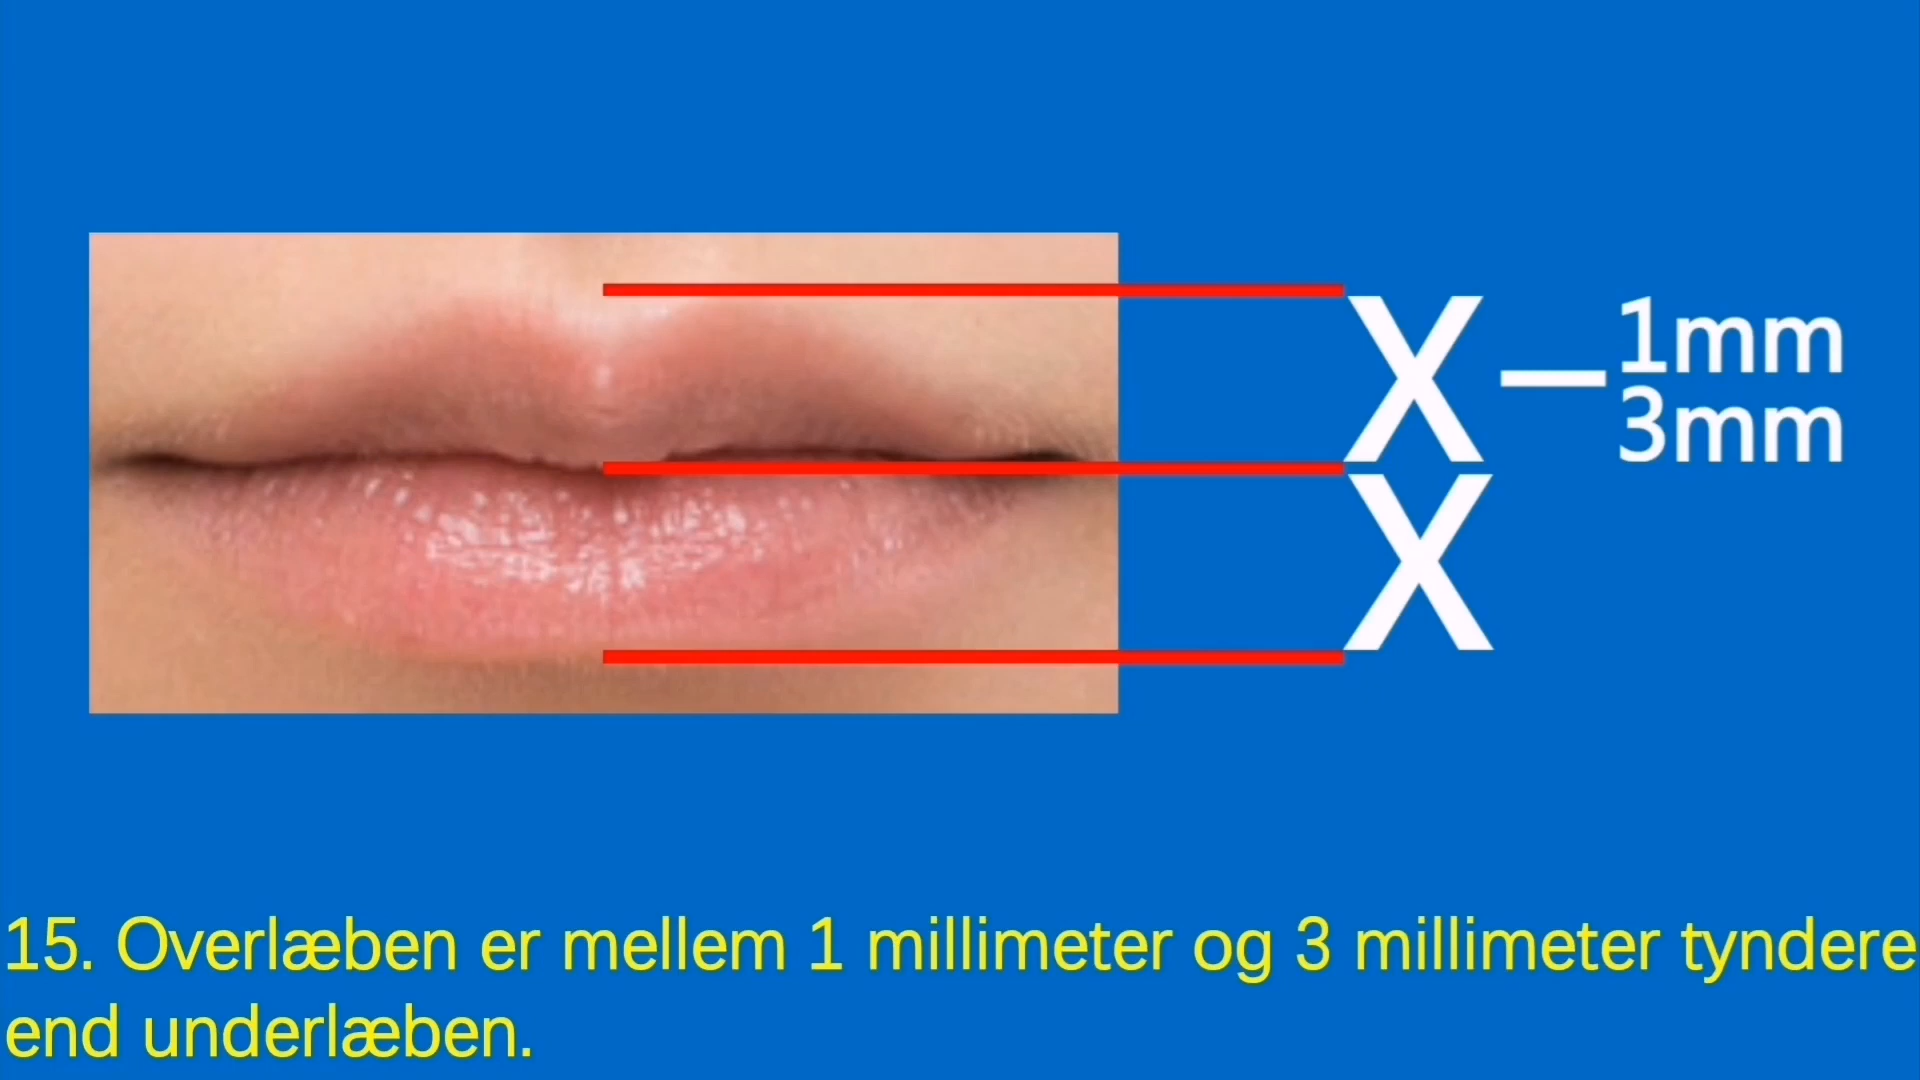 X — 1mm
3mm
X
15. Overlæben er mellem 1 millimeter og 3 millimeter tyndere
end underlæben.